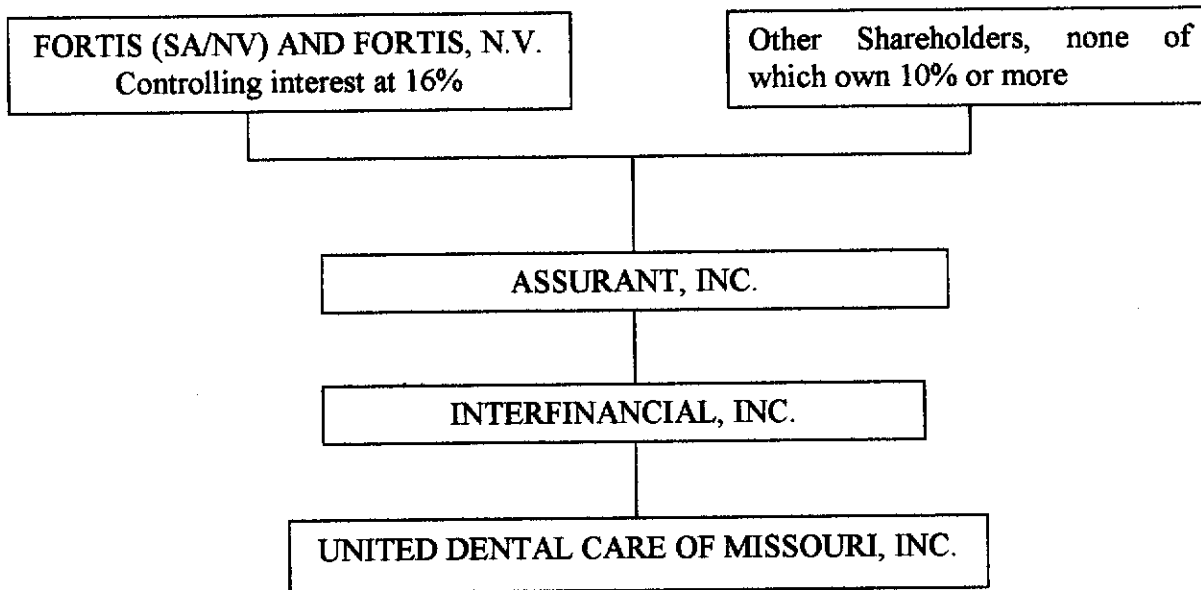 FORTIS (SA/NV) AND FORTIS, N.V.
Controlling interest at 16%
Other Shareholders, none of
which own 10% or more
ASSURANT, INC.
INTERFINANCIAL, INC.
UNITED DENTAL CARE OF MISSOURI, INC.